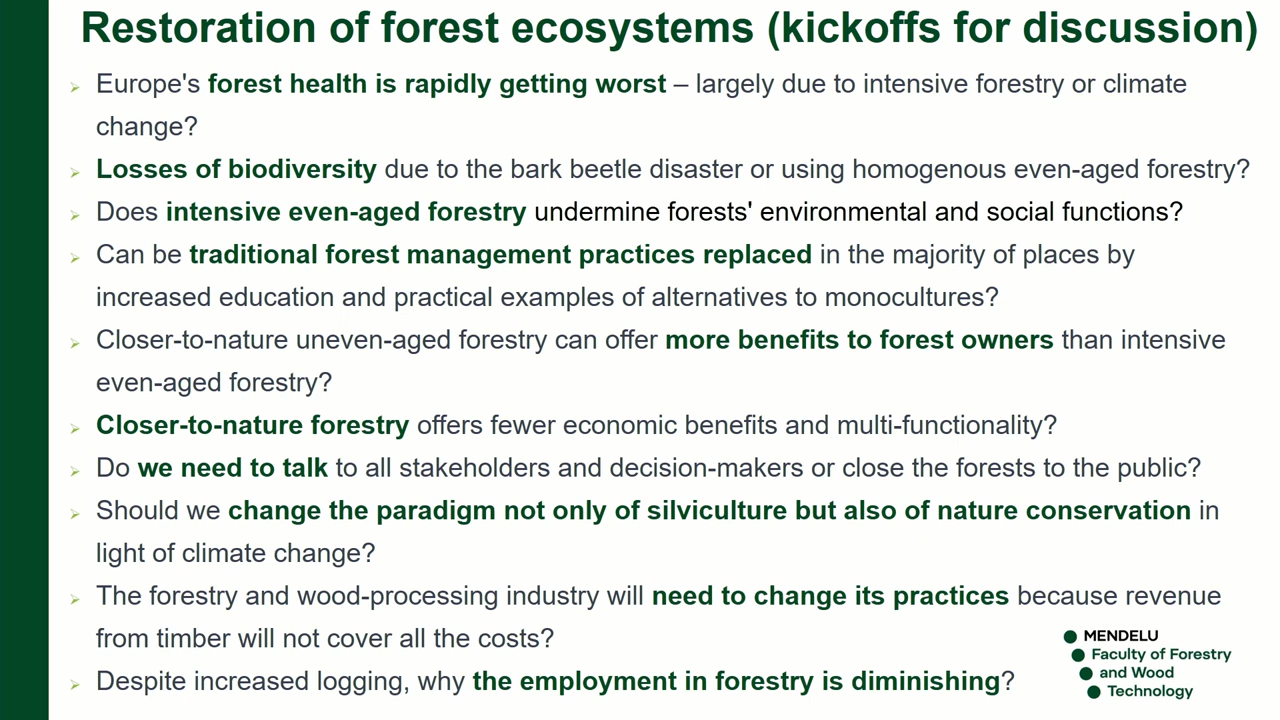 Restoration of forest ecosystems (kickoffs for discussion)
Europe's forest health is rapidly getting worst – largely due to intensive forestry or climate
change?
Losses of biodiversity due to the bark beetle disaster or using homogenous even-aged forestry?
Does intensive even-aged forestry undermine forests' environmental and social functions?
Can be traditional forest management practices replaced in the majority of places by
increased education and practical examples of alternatives to monocultures?
Closer-to-nature uneven-aged forestry can offer more benefits to forest owners than intensive
even-aged forestry?
Closer-to-nature forestry offers fewer economic benefits and multi-functionality?
Do we need to talk to all stakeholders and decision-makers or close the forests to the public?
Should we change the paradigm not only of silviculture but also of nature conservation in
light of climate change?
The forestry and wood-processing industry will need to change its practices because revenue
from timber will not cover all the costs?
Despite increased logging, why the employment in forestry is diminishing?
MENDELU
Faculty of Forestry
and Wood
Technology